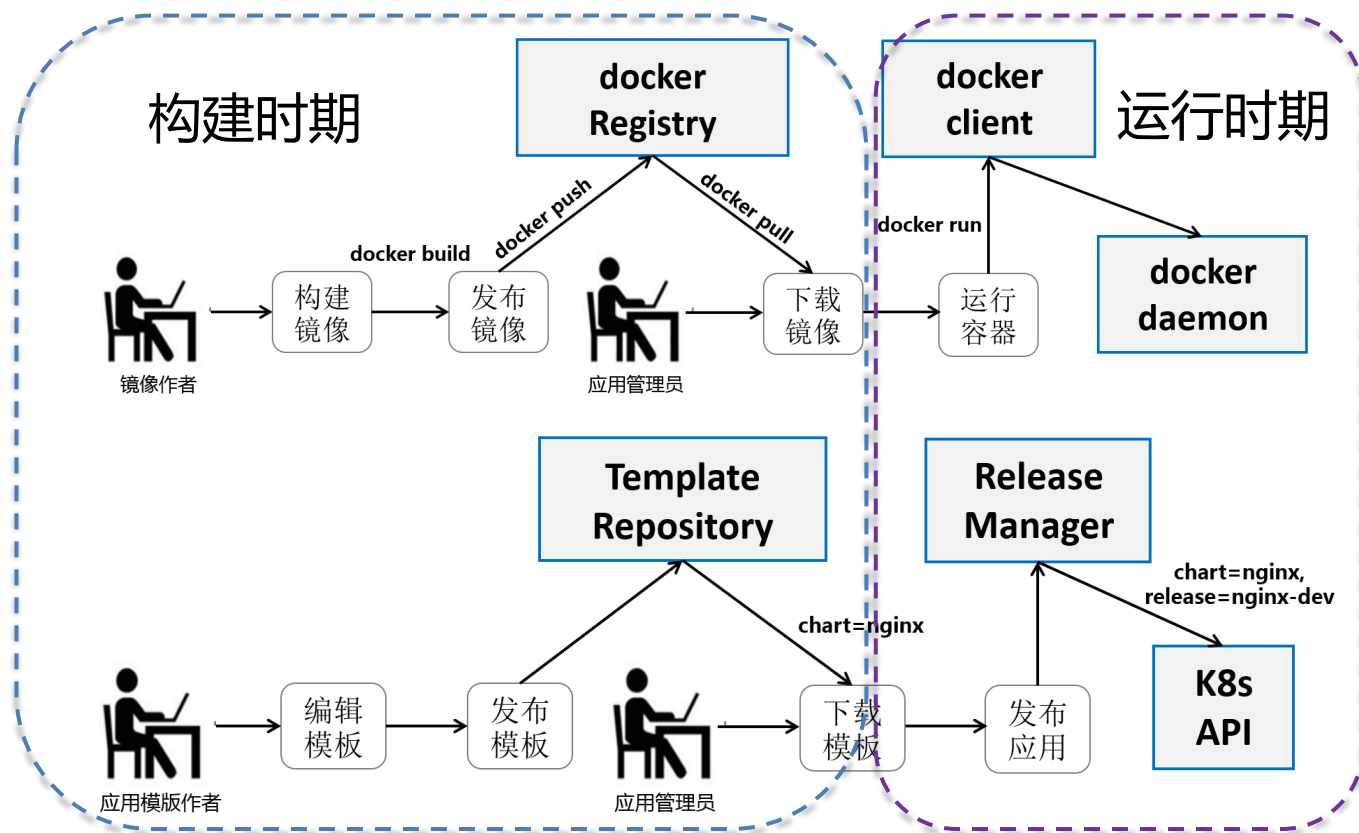 构建时期
docker
Registry
docker
client
运行时期
docker push
docker pull
docker run
docker build
构建
镜像
发布
镜像
下载
镜像
运行
容器
docker
daemon
镜像作者
应用管理员
Template
Repository
Release
Manager
chart=nginx
chart=nginx,
release=nginx-dev
编辑
模板
发布
模板
下载
模板
发布
应用
K8s
API
应用模版作者
应用管理员